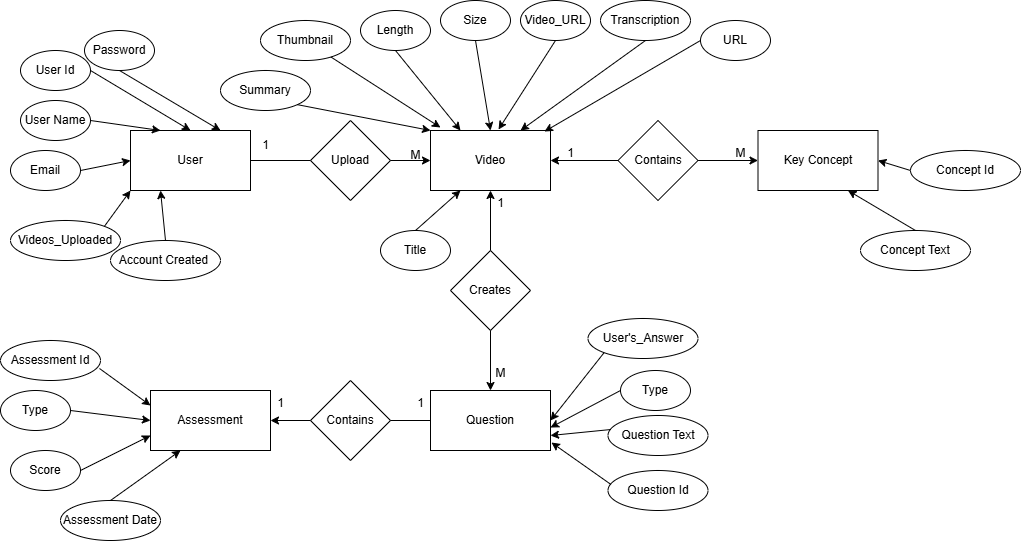 Size
Video_URL
Transcription
Length
Thumbnail
URL
Password
User Id
Summary
User Name
User
1
Upload
M
Video
1
Contains
M
Key Concept
Email
Concept Id
1
Videos_Uploaded
Account Created
Title
Concept Text
Creates
User's_Answer
Assessment Id
M
Type
Type
1
1
Assessment
Contains
Question
Question Text
Score
Question Id
Assessment Date